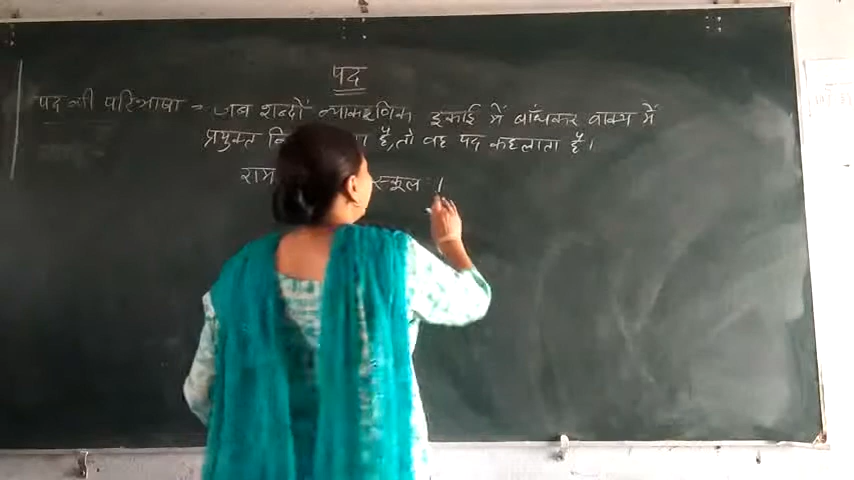 पद
पद की परिभाषा = जब शब्दों व्याकरणिक इकाई में बांधकर वाक्य में
प्रयुक्त है, तो वह पद कहलाता है।
राम स्कूल